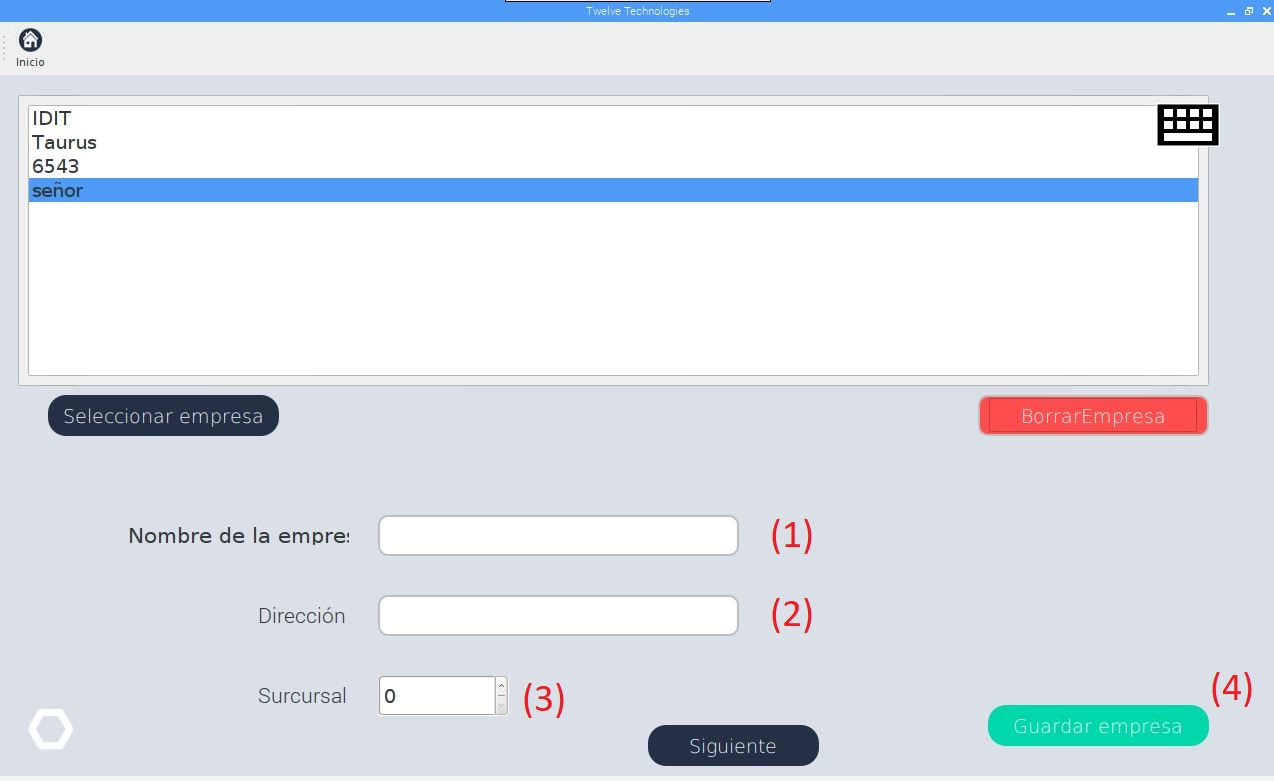 Twelve Technologies
Inicio
IDIT
Taurus
6543
señor
Seleccionar empresa
BorrarEmpresa
Nombre de la empres
(1)
Dirección
(2)
Surcursal
0
(3)
(4)
Guardar empresa
Siguiente